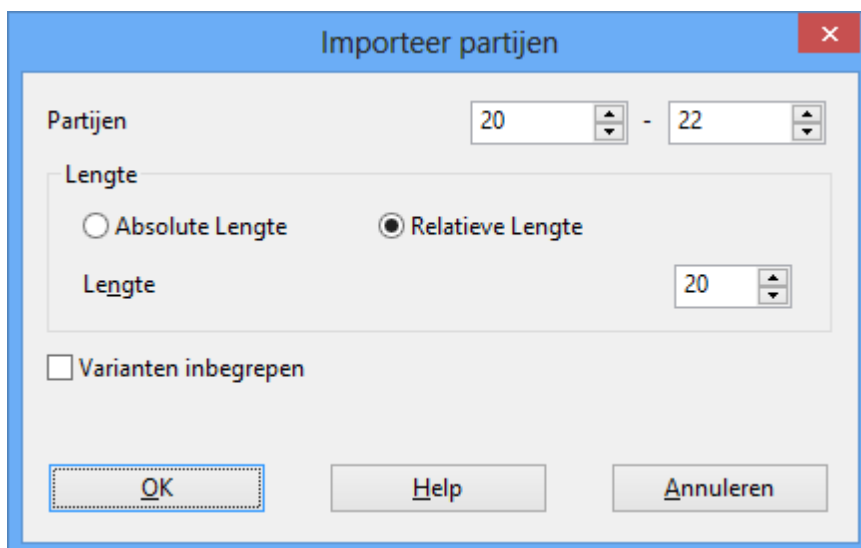 Importeer partijen
Partijen 20 - 22
Lengte
Absolute Lengte Relatieve Lengte
Lengte 20
Varianten inbegrepen
OK Help Annuleren